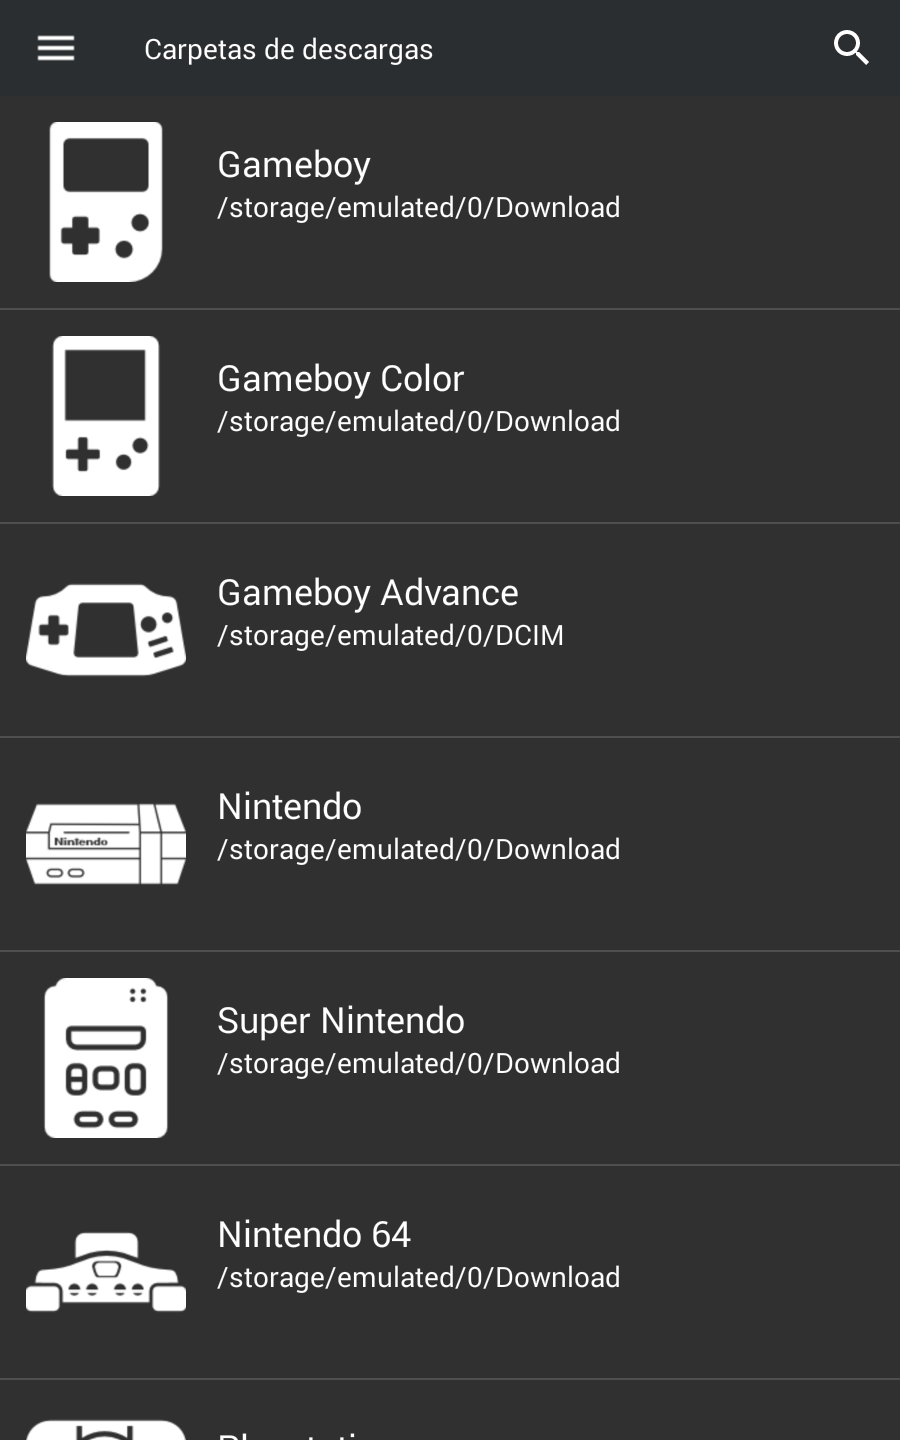 Carpetas de descargas
Gameboy
/storage/emulated/0/Download
Gameboy Color
/storage/emulated/0/Download
Gameboy Advance
/storage/emulated/0/DCIM
Nintendo
Nintendo
/storage/emulated/0/Download
Super Nintendo
/storage/emulated/0/Download
Nintendo 64
/storage/emulated/0/Download